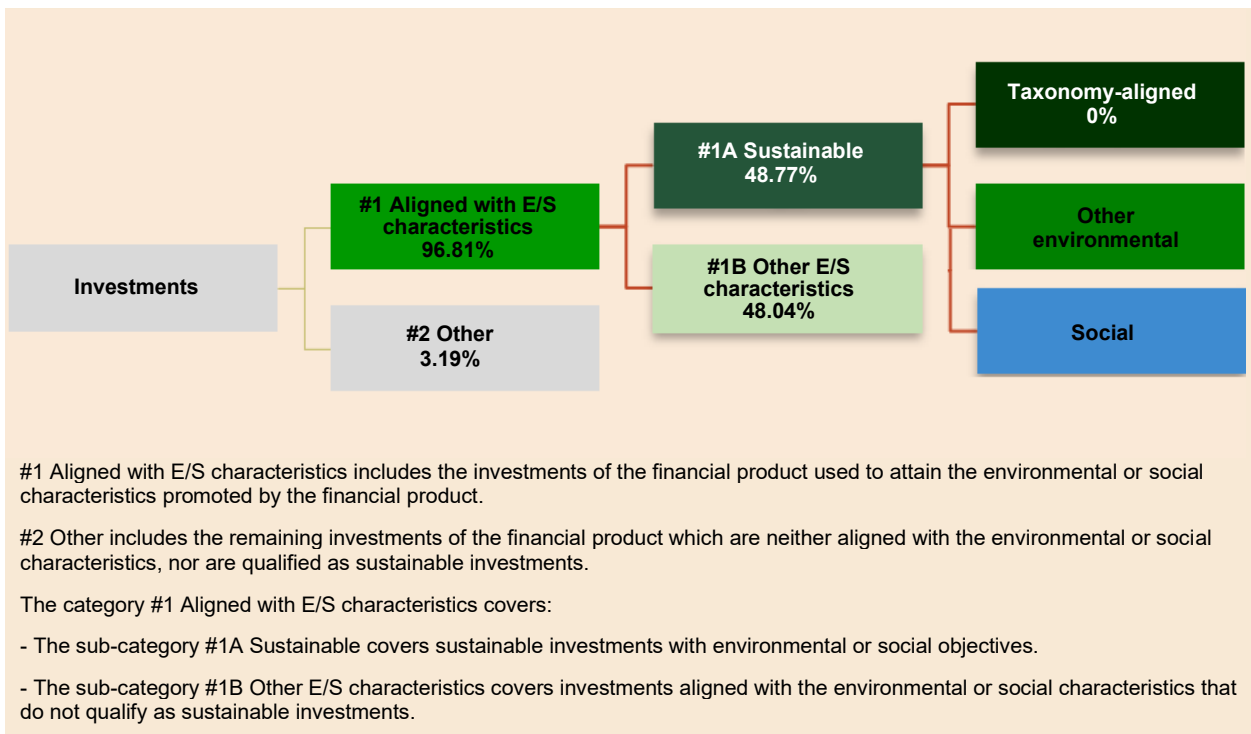 Taxonomy-aligned
0%
#1A Sustainable
48.77%
#1 Aligned with E/S
characteristics
96.81%
Other
environmental
Investments
#1B Other E/S
characteristics
48.04%
#2 Other
3.19%
Social
#1 Aligned with E/S characteristics includes the investments of the financial product used to attain the environmental or social
characteristics promoted by the financial product.
#2 Other includes the remaining investments of the financial product which are neither aligned with the environmental or social
characteristics, nor are qualified as sustainable investments.
The category #1 Aligned with E/S characteristics covers:
- The sub-category #1A Sustainable covers sustainable investments with environmental or social objectives.
- The sub-category #1B Other E/S characteristics covers investments aligned with the environmental or social characteristics that
do not qualify as sustainable investments.